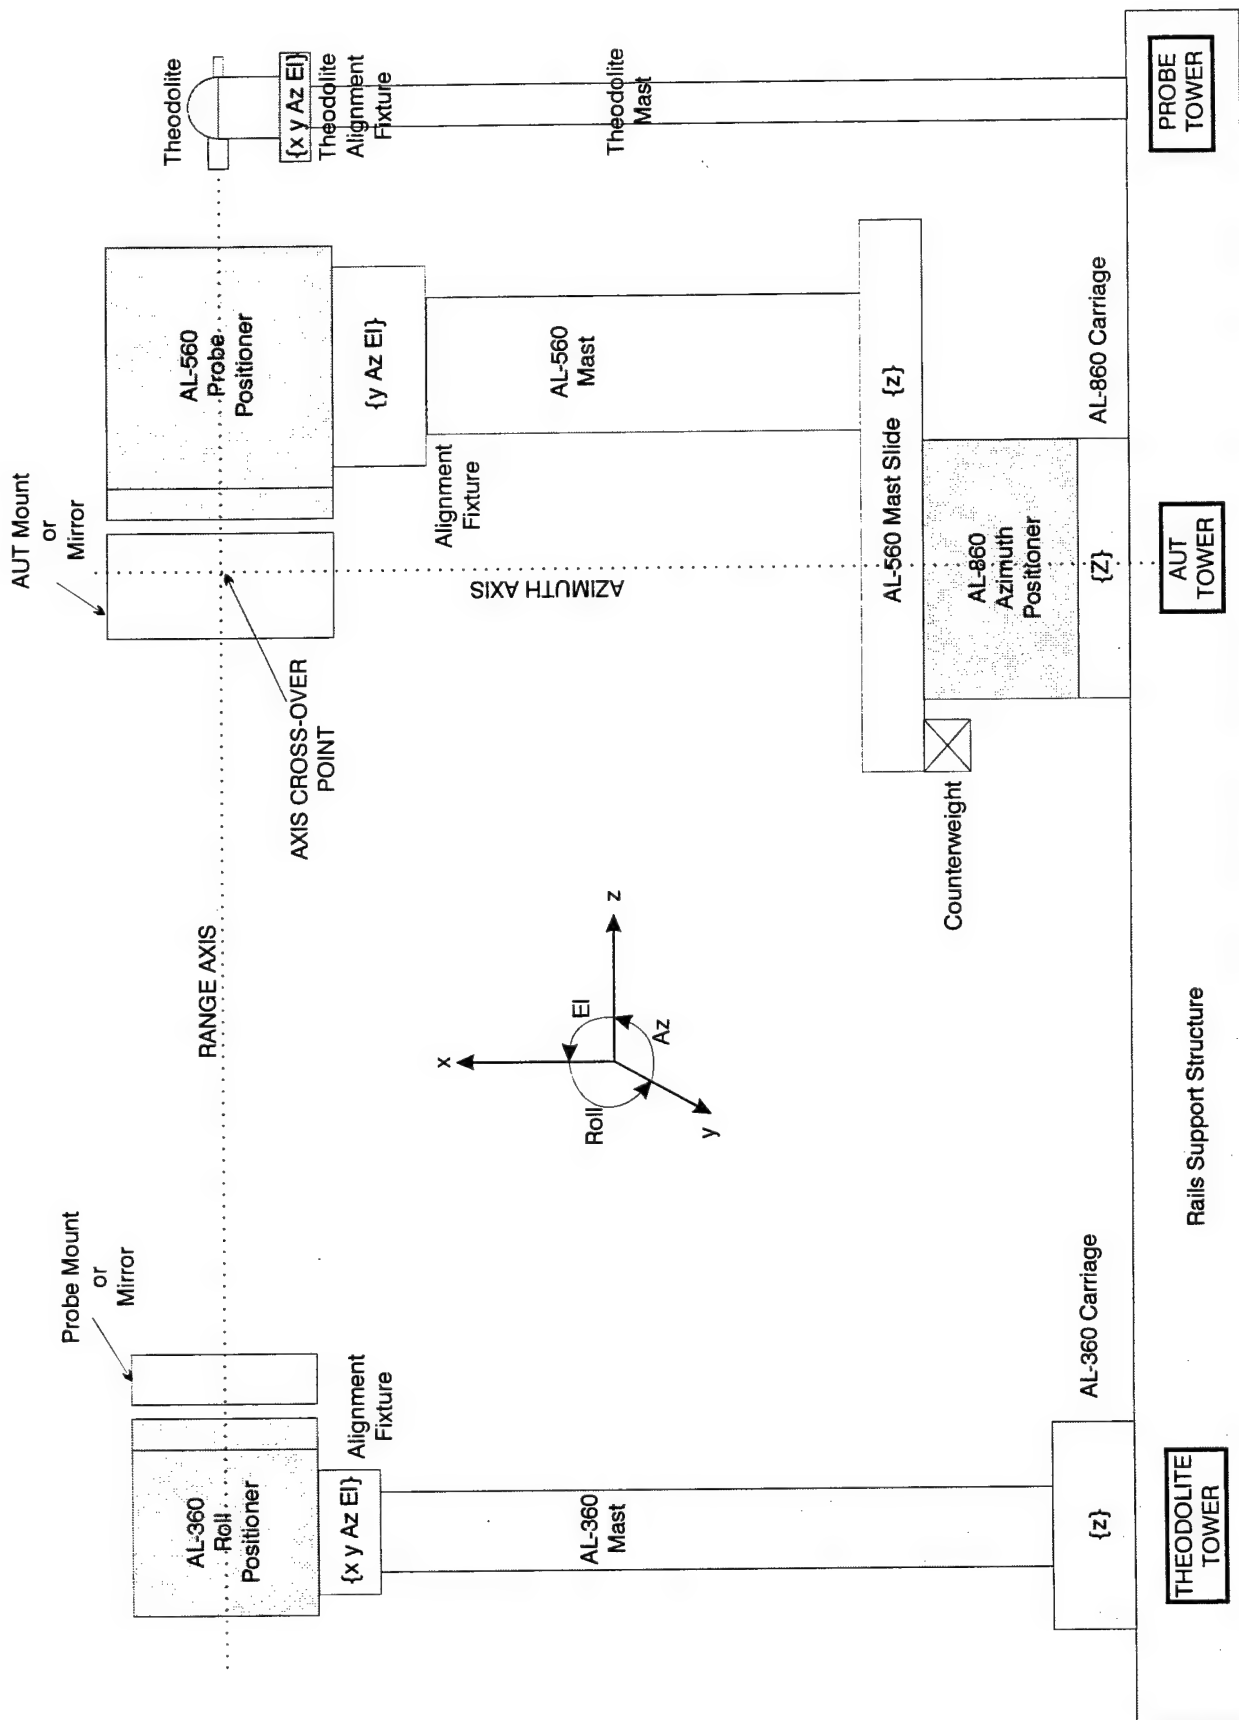 Probe Mount
or
Mirror
AL-360
Roll
Positioner
{x y Az El}
Alignment
Fixture
AL-360
Mast
AL-360 Carriage
{z}
THEODOLITE
TOWER
RANGE AXIS
x
z
y
El
Az
Roll
Rails Support Structure
AUT Mount
or
Mirror
AXIS CROSS-OVER
POINT
AZIMUTH AXIS
AL-560
Probe
Positioner
{y Az El}
Alignment
Fixture
AL-560
Mast
AL-560 Mast Slide {z}
Counterweight
AL-860
Azimuth
Positioner
{Z}
AL-860 Carriage
AUT
TOWER
Theodolite
{x y Az El}
Theodolite
Alignment
Fixture
Theodolite
Mast
PROBE
TOWER